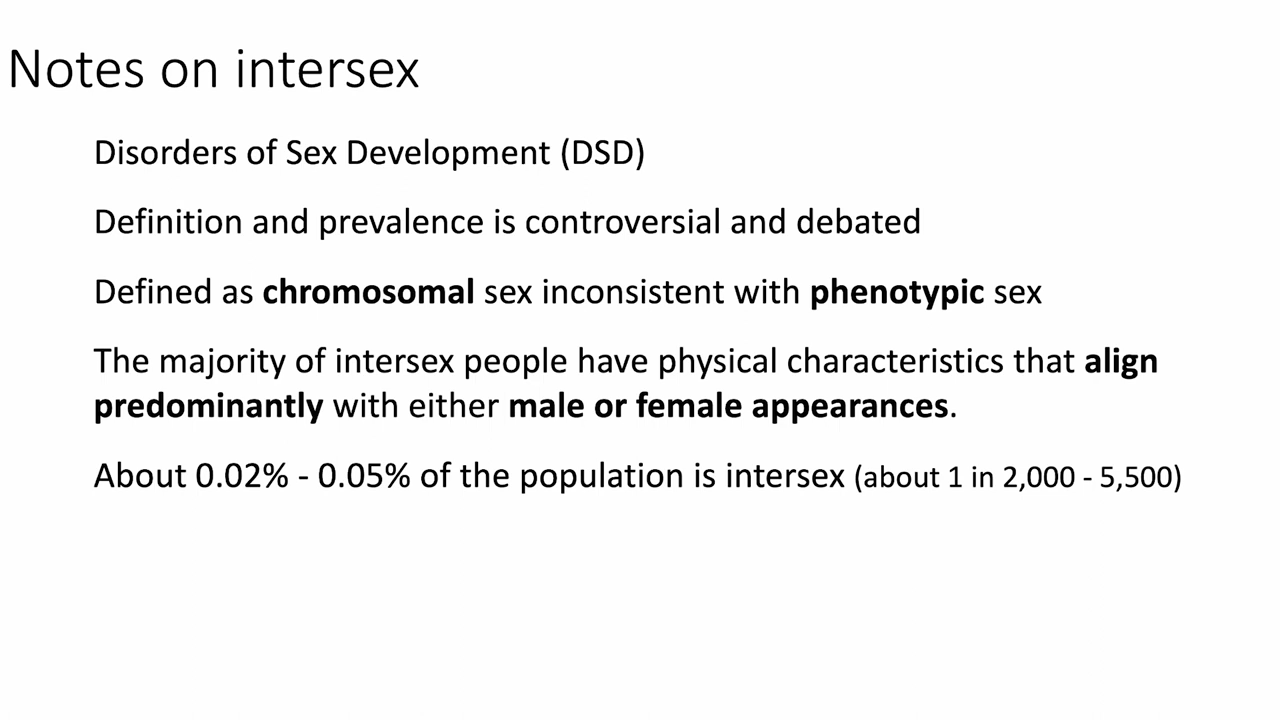 Notes on intersex
Disorders of Sex Development (DSD)
Definition and prevalence is controversial and debated
Defined as chromosomal sex inconsistent with phenotypic sex
The majority of intersex people have physical characteristics that align
predominantly with either male or female appearances.
About 0.02% - 0.05% of the population is intersex (about 1 in 2,000 - 5,500)